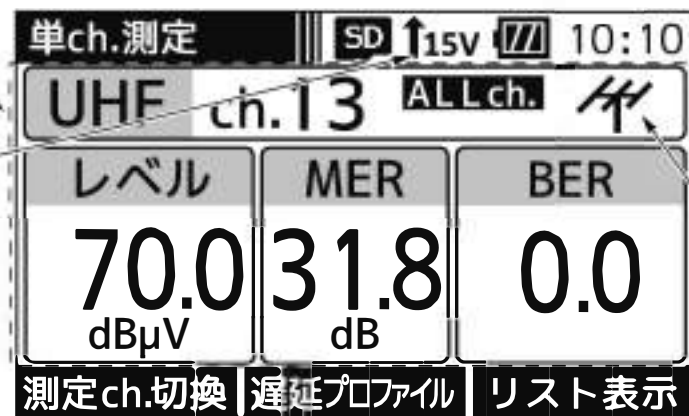 単ch.測定 SD 15V 10:10
UHF ch.13 ALLch.
レベル MER BER
70.0 31.8 0.0
dBµV dB
測定ch.切換 遅延プロファイル リスト表示